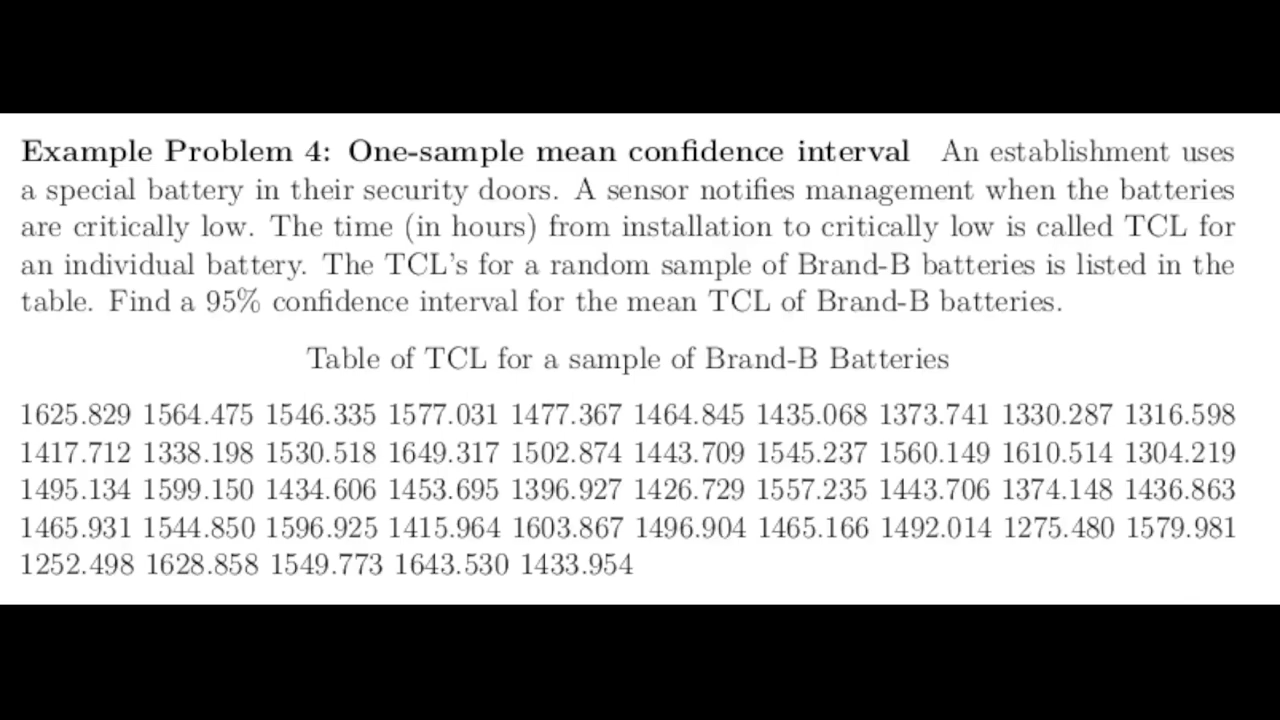 Example Problem 4: One-sample mean confidence interval An establishment uses
a special battery in their security doors. A sensor notifies management when the batteries
are critically low. The time (in hours) from installation to critically low is called TCL for
an individual battery. The TCL's for a random sample of Brand-B batteries is listed in the
table. Find a 95% confidence interval for the mean TCL of Brand-B batteries.
Table of TCL for a sample of Brand-B Batteries
1625.829 1564.475 1546.335 1577.031 1477.367 1464.845 1435.068 1373.741 1330.287 1316.598
1417.712 1338.198 1530.518 1649.317 1502.874 1443.709 1545.237 1560.149 1610.514 1304.219
1495.134 1599.150 1434.606 1453.695 1396.927 1426.729 1557.235 1443.706 1374.148 1436.863
1465.931 1544.850 1596.925 1415.964 1603.867 1496.904 1465.166 1492.014 1275.480 1579.981
1252.498 1628.858 1549.773 1643.530 1433.954